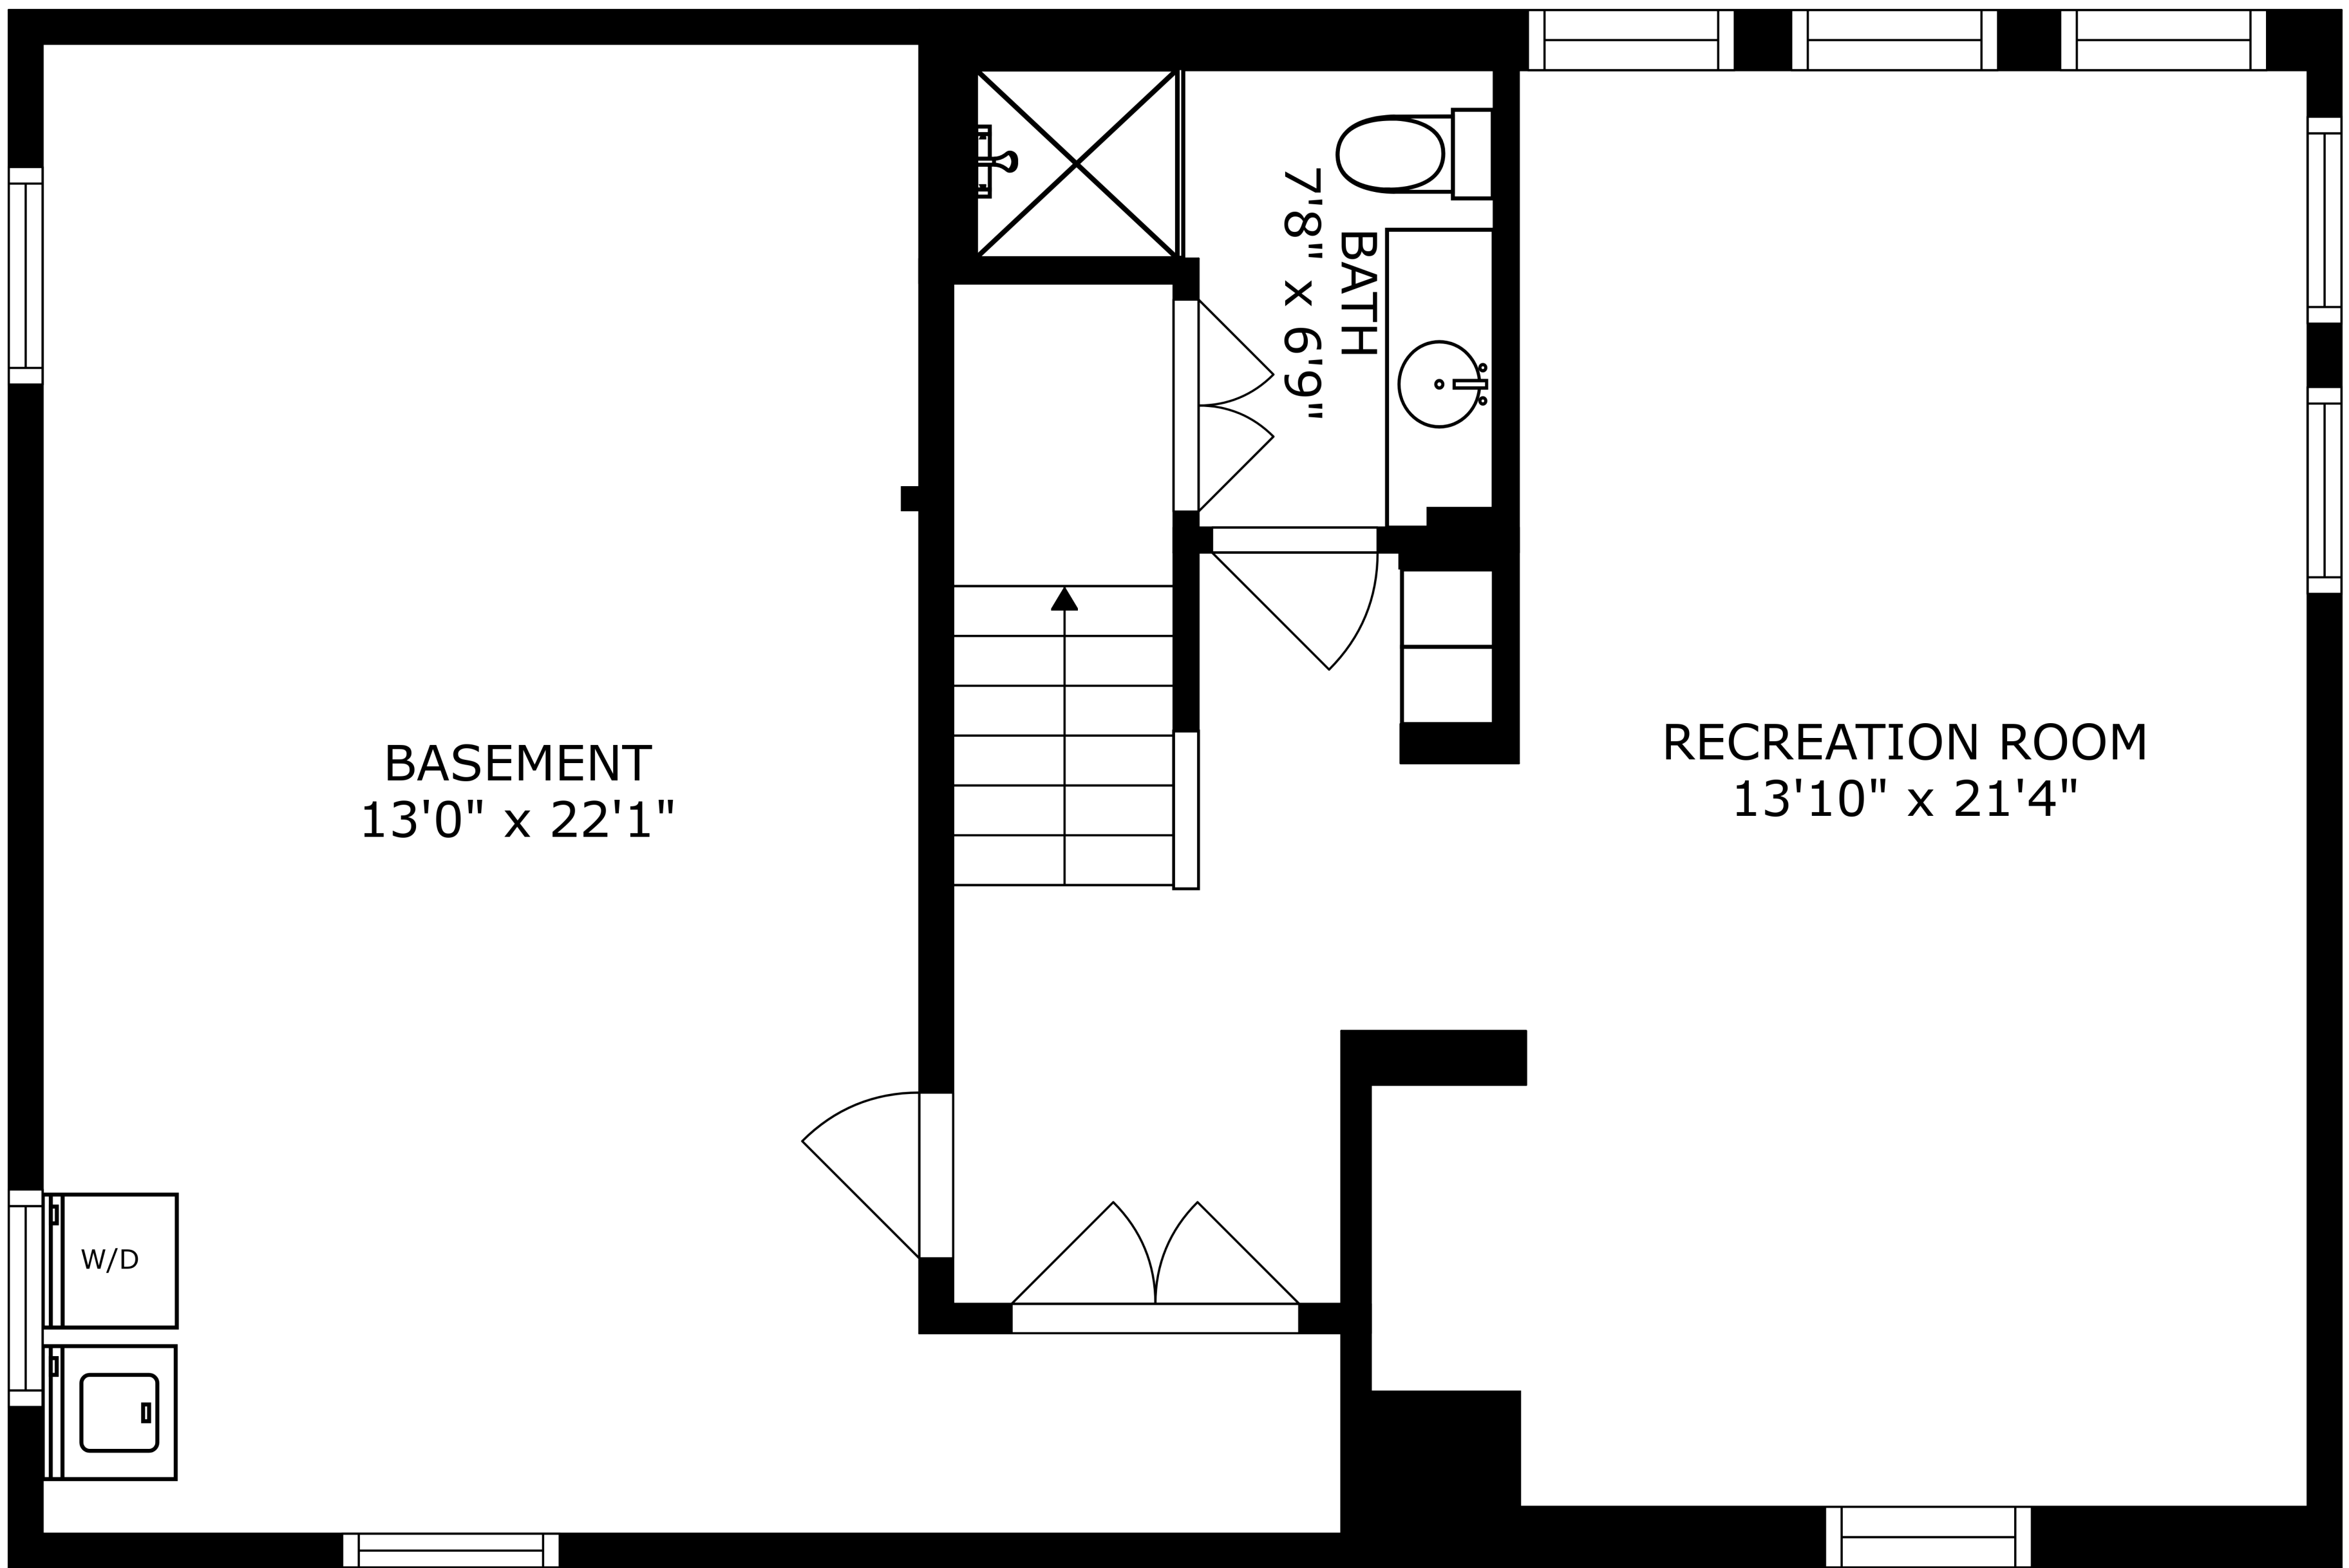 BATH
7'8" x 6'9"
BASEMENT
13'0" x 22'1"
RECREATION ROOM
13'10" x 21'4"
W/D